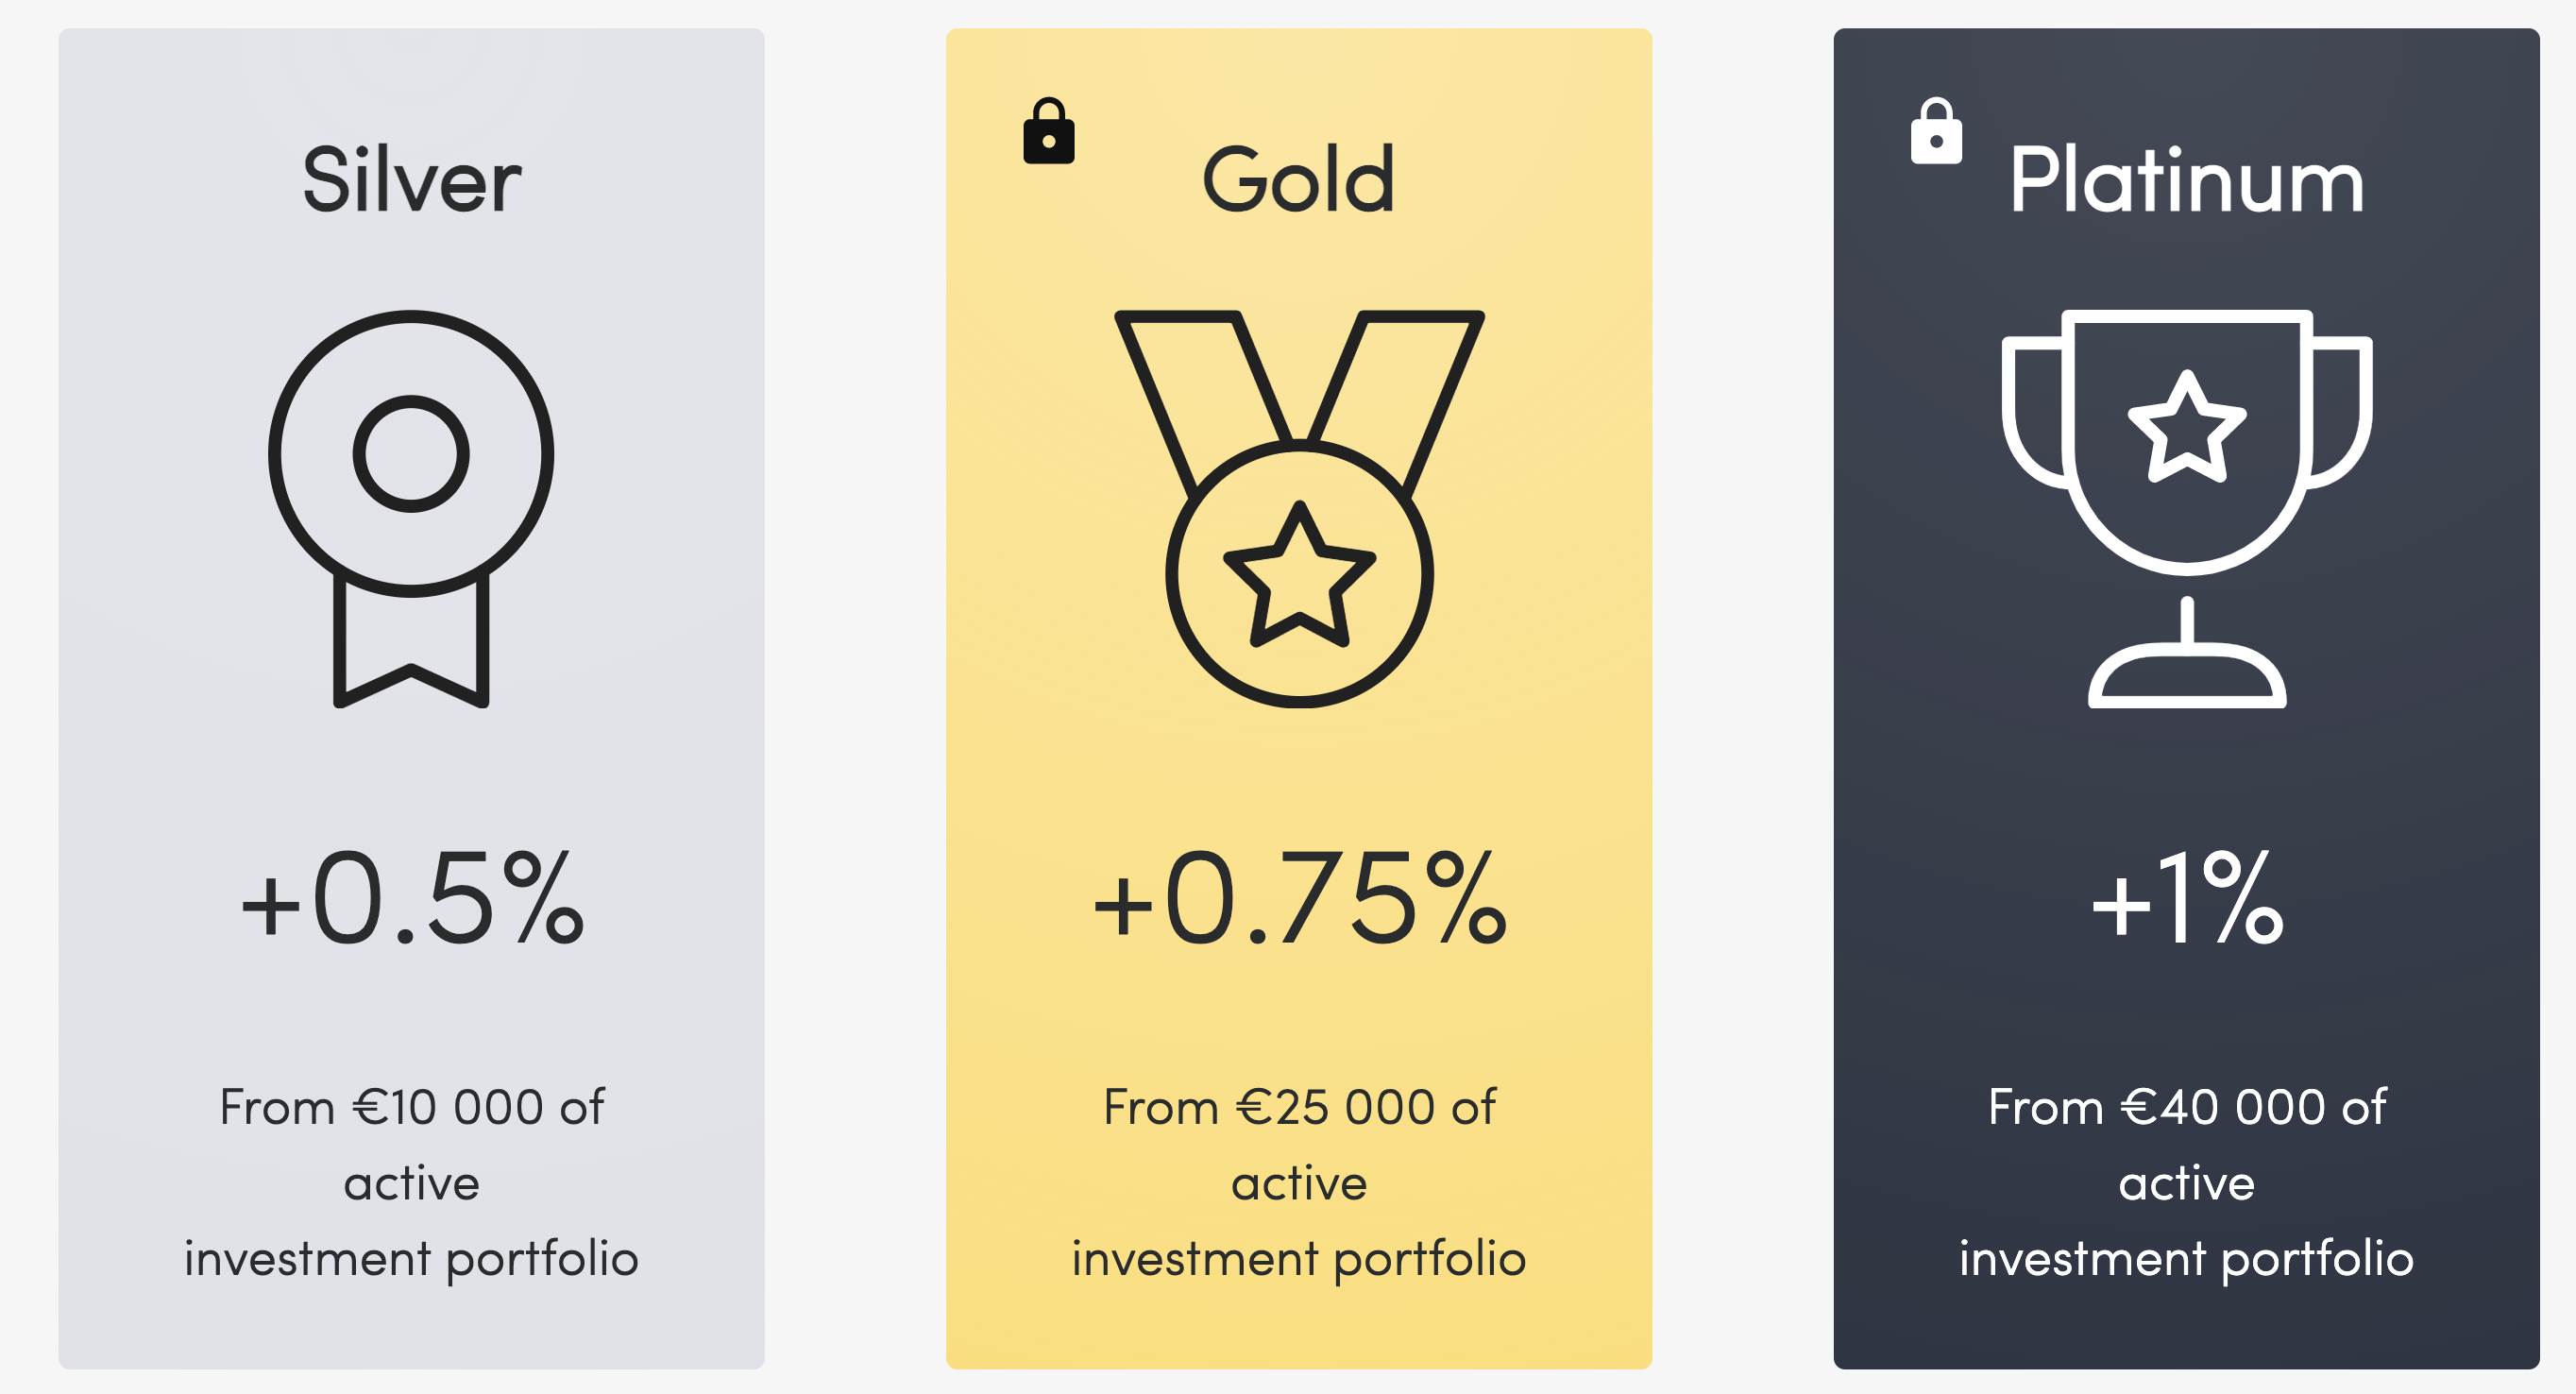 Silver
+0.5%
From €10 000 of
active
investment portfolio
Gold
+0.75%
From €25 000 of
active
investment portfolio
Platinum
+1%
From €40 000 of
active
investment portfolio